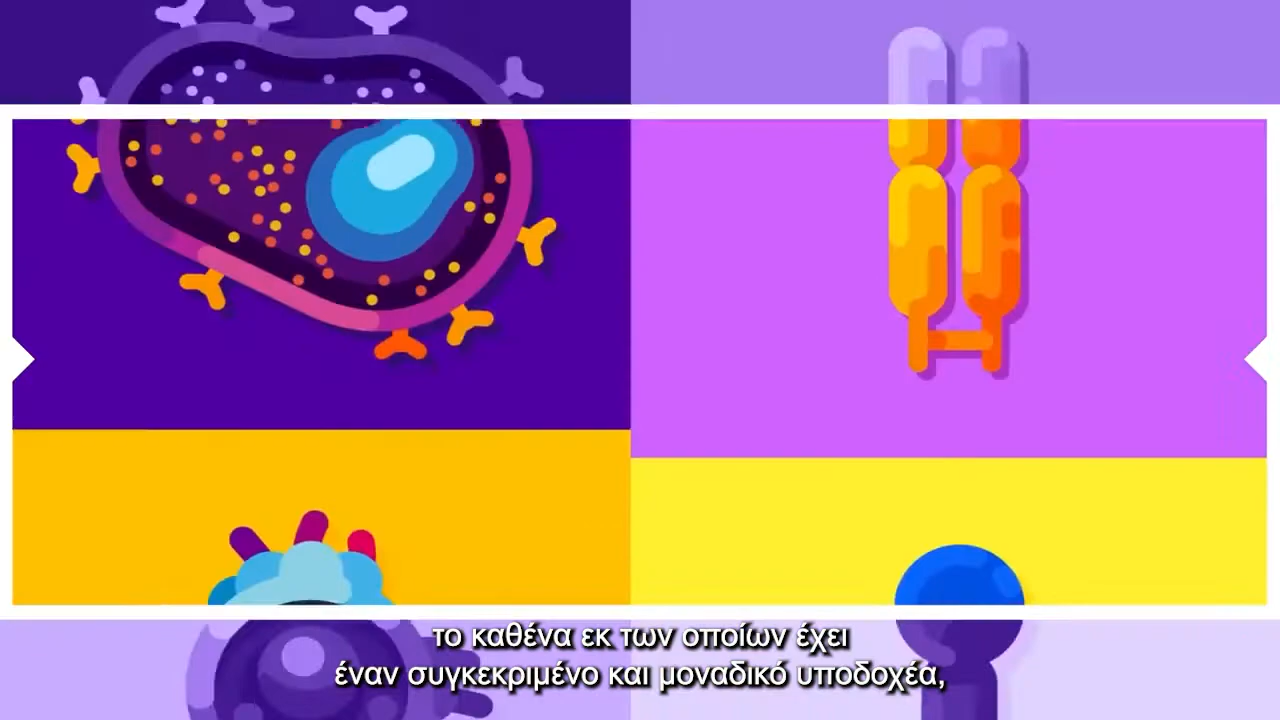 το καθένα εκ των οποίων έχει
έναν συγκεκριμένο και μοναδικό υποδοχέα,